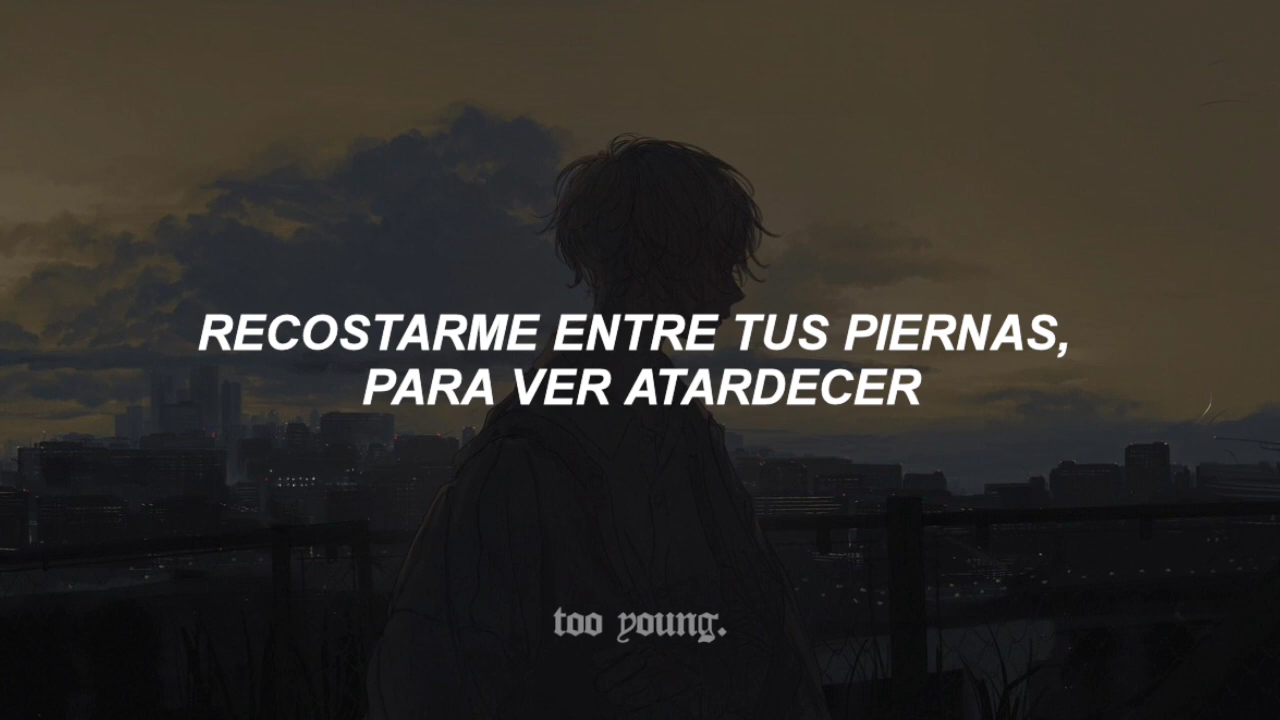 RECOSTARME ENTRE TUS PIERNAS,
PARA VER ATARDECER
too young.